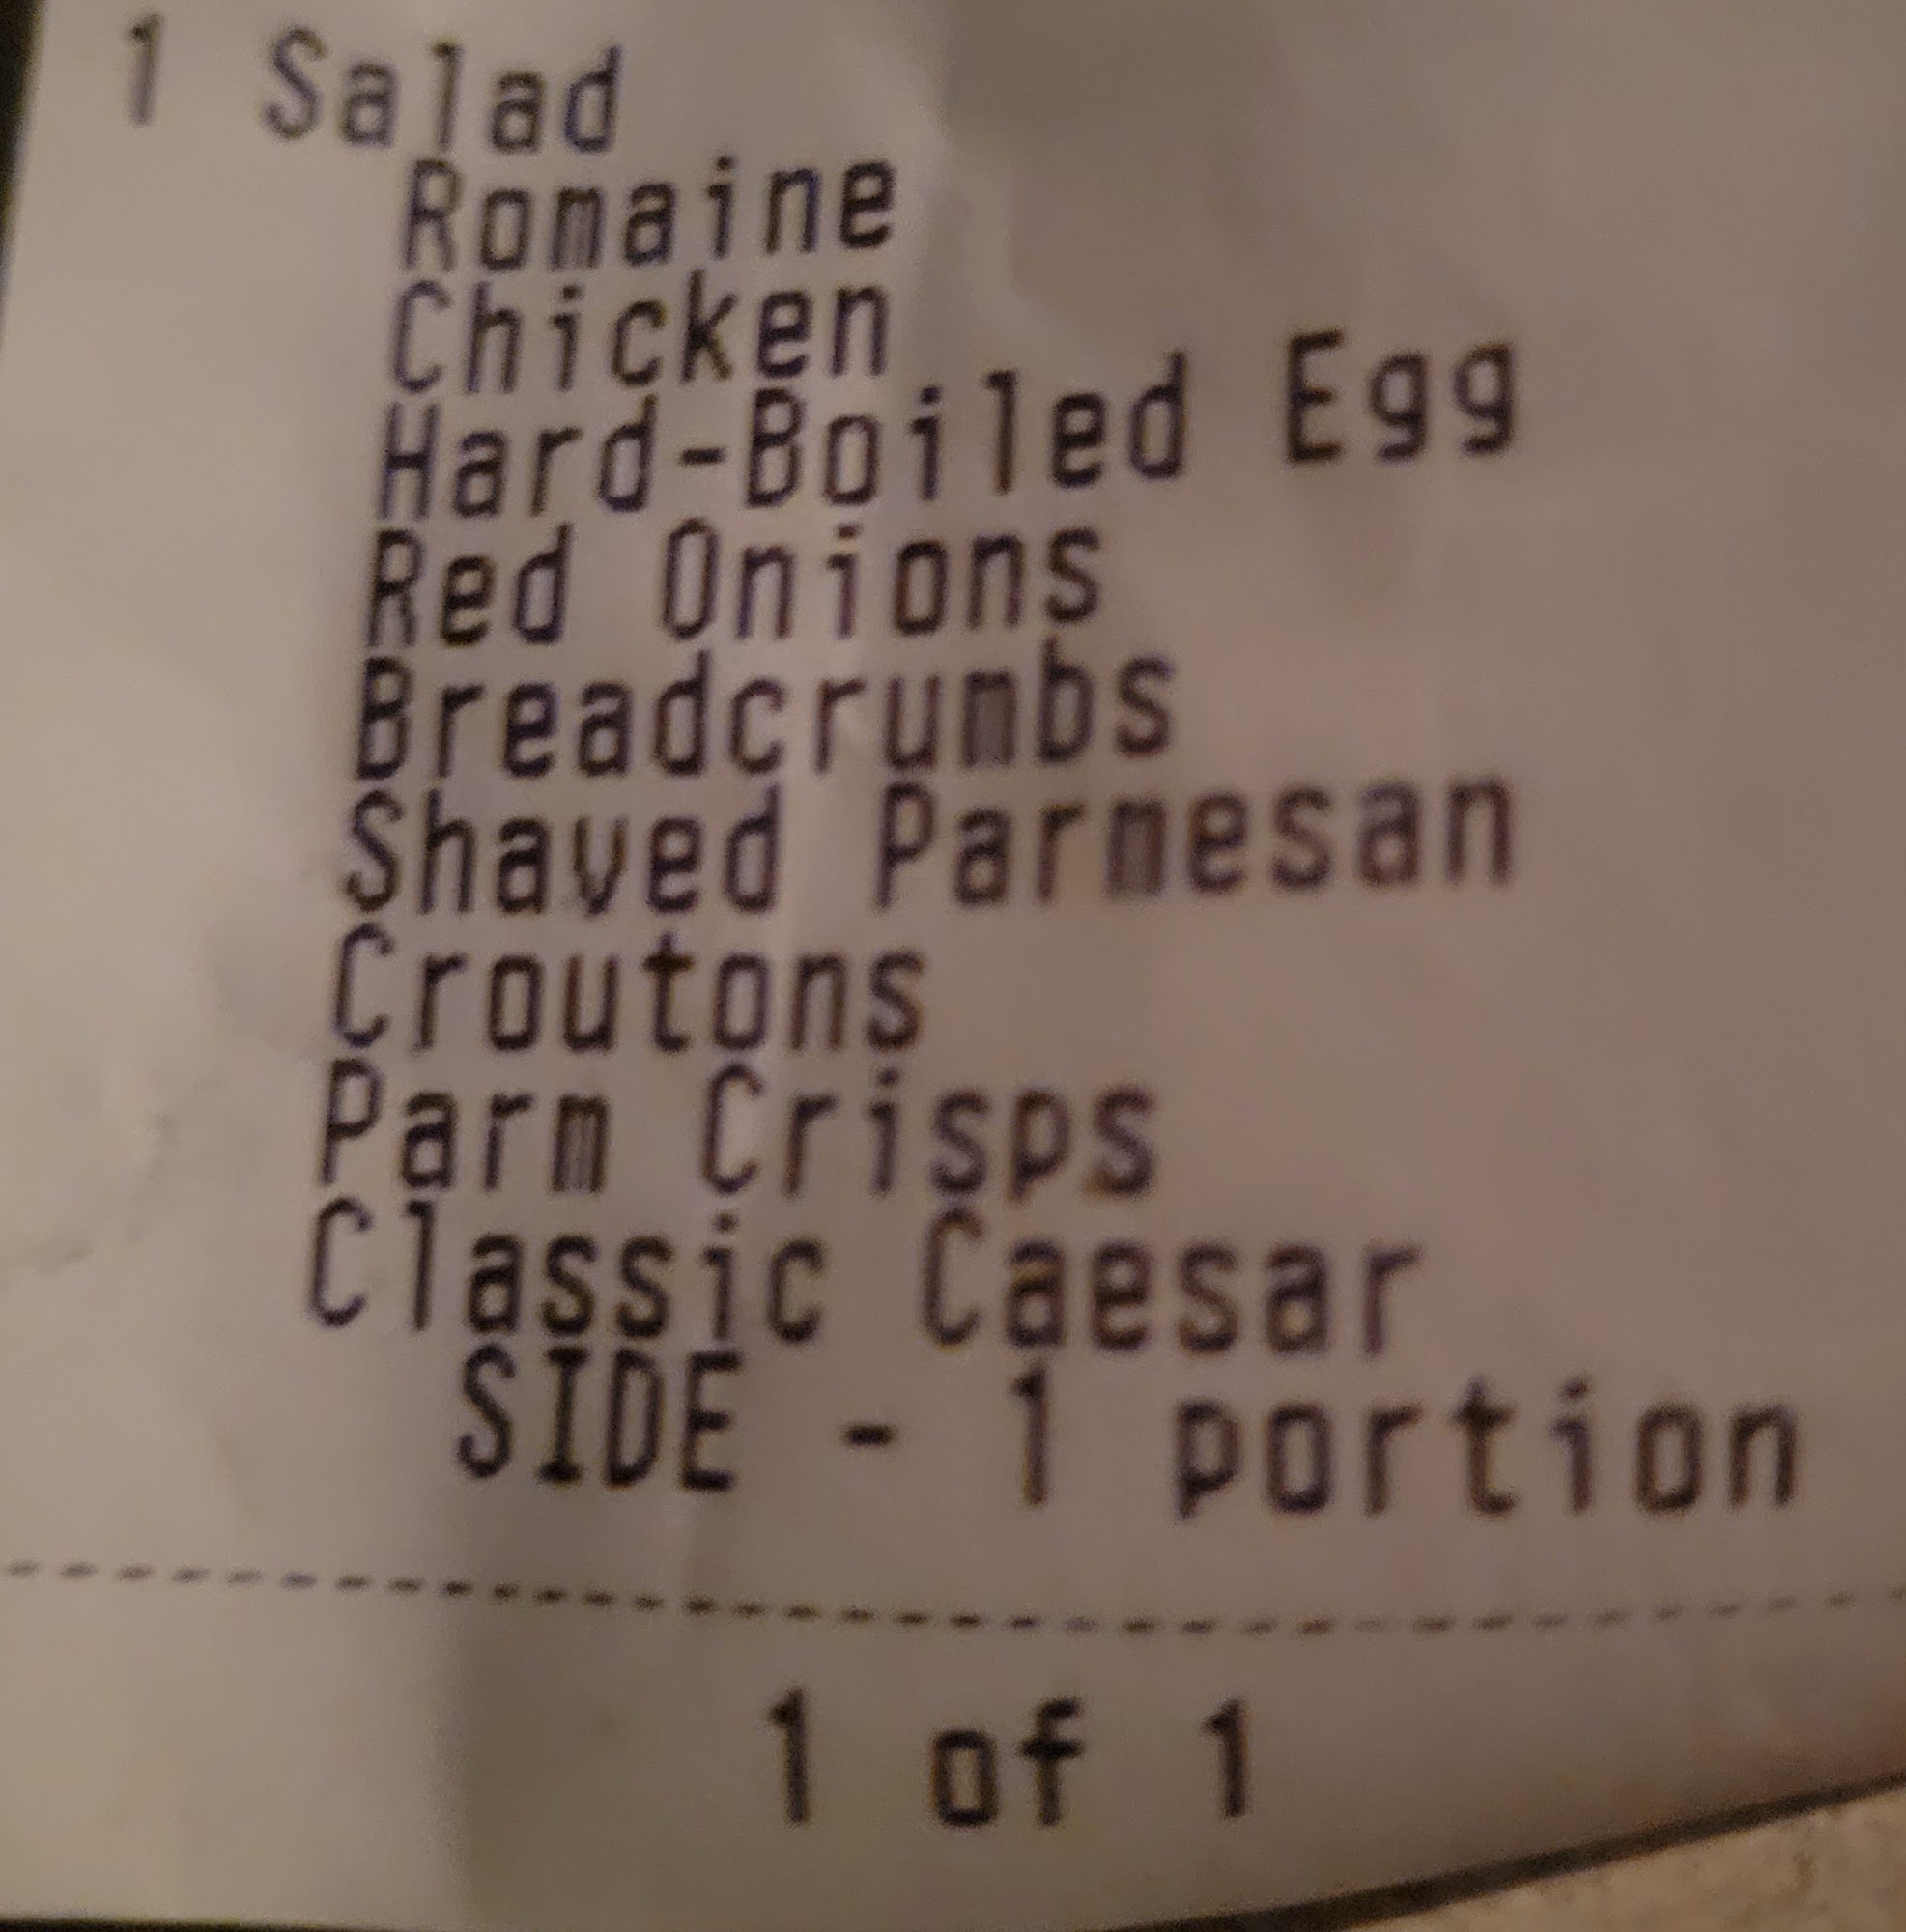 1 Salad
Romaine
Chicken
Hard-Boiled Egg
Red Onions
Breadcrumbs
Shaved Parmesan
Croutons
Parm Crisps
Classic Caesar
SIDE - 1 portion
--------------------------------
1 of 1